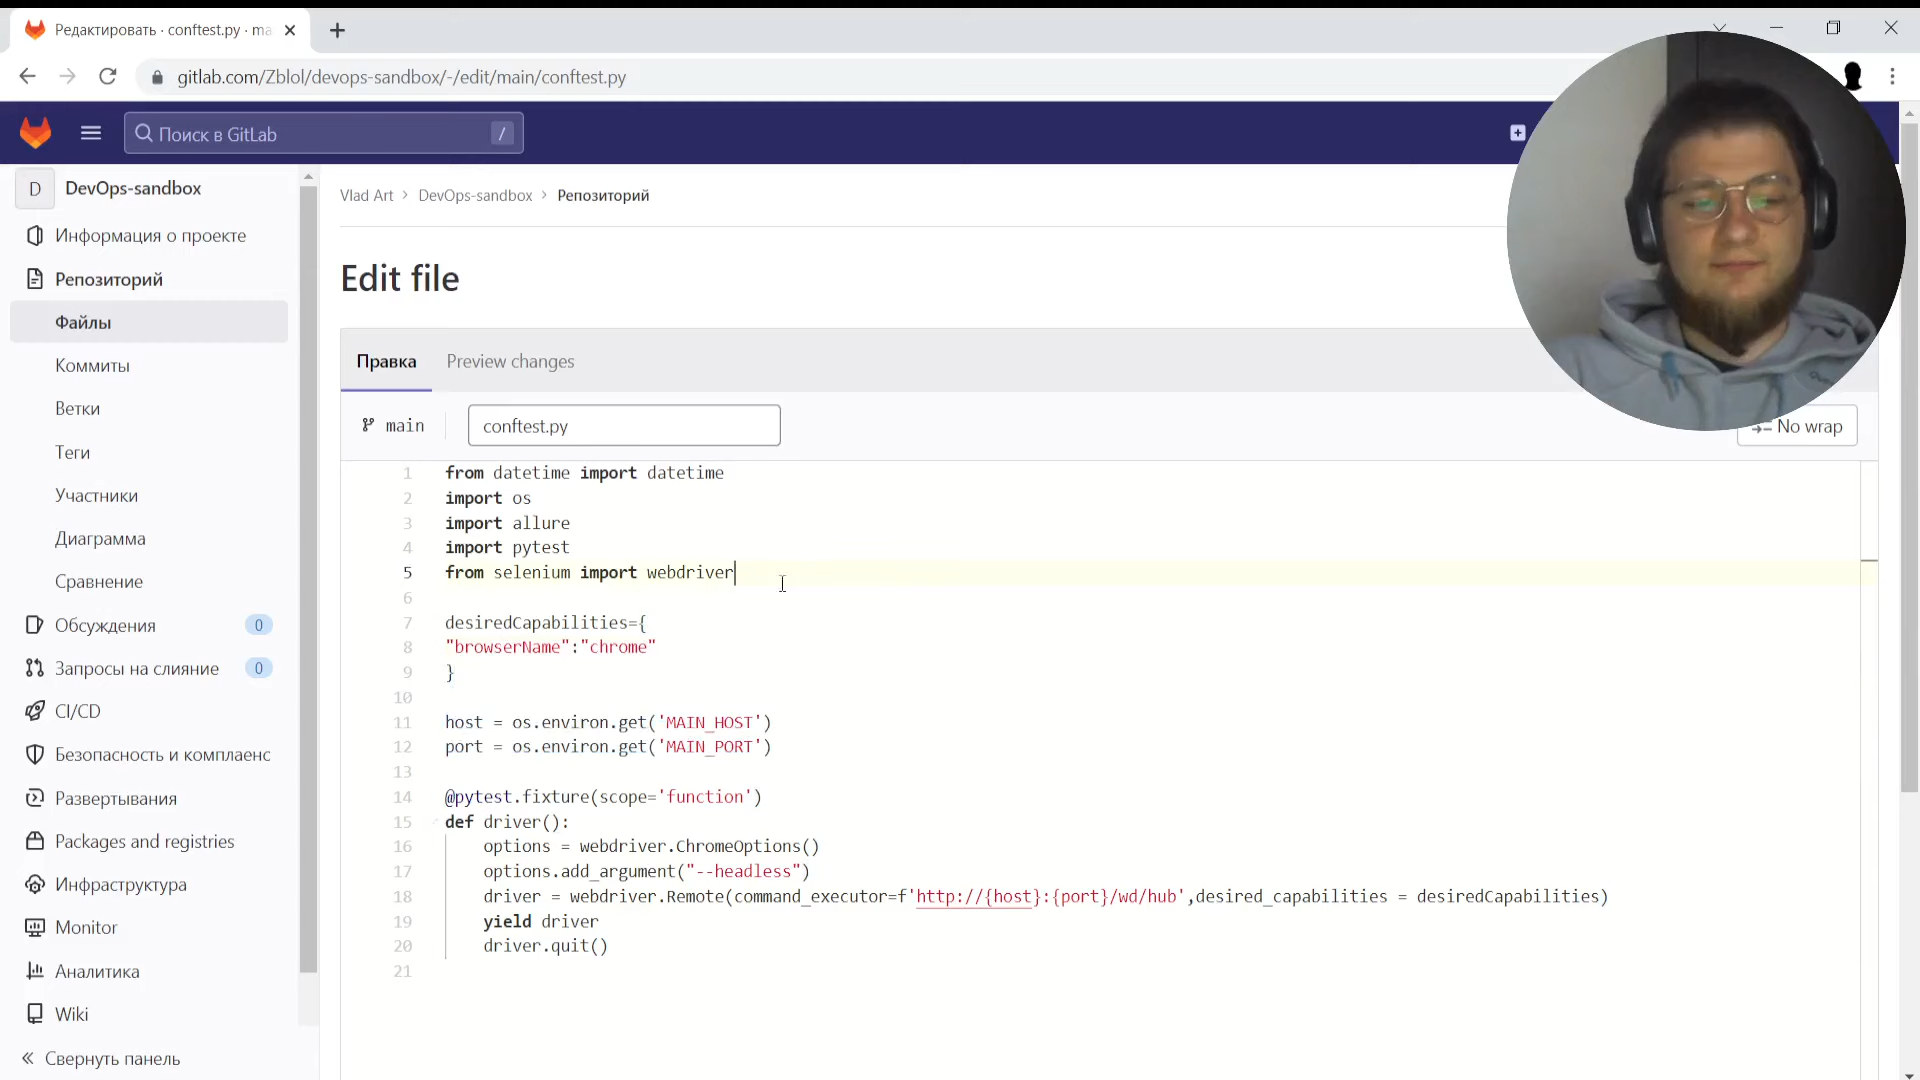 Редактировать · conftest.py · ma
gitlab.com/Zblol/devops-sandbox/-/edit/main/conftest.py
Поиск в GitLab
/
D
DevOps-sandbox
Информация о проекте
Репозиторий
Файлы
Коммиты
Ветки
Теги
Участники
Диаграмма
Сравнение
Обсуждения
0
Запросы на слияние
0
CI/CD
Безопасность и комплаенс
Развертывания
Packages and registries
Инфраструктура
Monitor
Аналитика
Wiki
Свернуть панель
Vlad Art > DevOps-sandbox > Репозиторий
Edit file
Правка
Preview changes
main
conftest.py
No wrap
1 from datetime import datetime
2 import os
3 import allure
4 import pytest
5 from selenium import webdriver
6
7 desiredCapabilities={
8 "browserName":"chrome"
9 }
10
11 host = os.environ.get('MAIN_HOST')
12 port = os.environ.get('MAIN_PORT')
13
14 @pytest.fixture(scope='function')
15 def driver():
16 options = webdriver.ChromeOptions()
17 options.add_argument("--headless")
18 driver = webdriver.Remote(command_executor=f'http://{host}:{port}/wd/hub',desired_capabilities = desiredCapabilities)
19 yield driver
20 driver.quit()
21